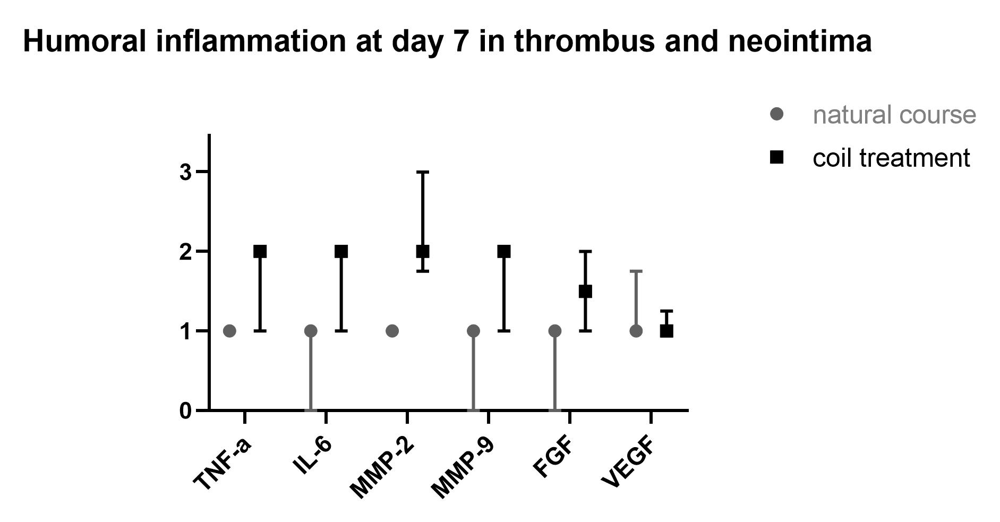 Humoral inflammation at day 7 in thrombus and neointima
natural course
coil treatment
3
2
1
0
TNF-a
IL-6
MMP-2
MMP-9
FGF
VEGF